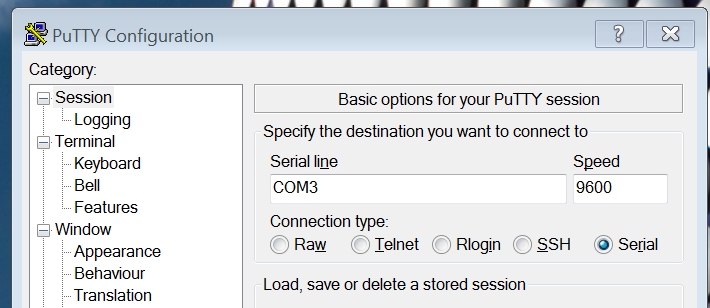 PuTTY Configuration
?
Category:
Session
Logging
Terminal
Keyboard
Bell
Features
Window
Appearance
Behaviour
Translation
Basic options for your PuTTY session
Specify the destination you want to connect to
Serial line
Speed
COM3
9600
Connection type:
Raw
Telnet
Rlogin
SSH
Serial
Load, save or delete a stored session